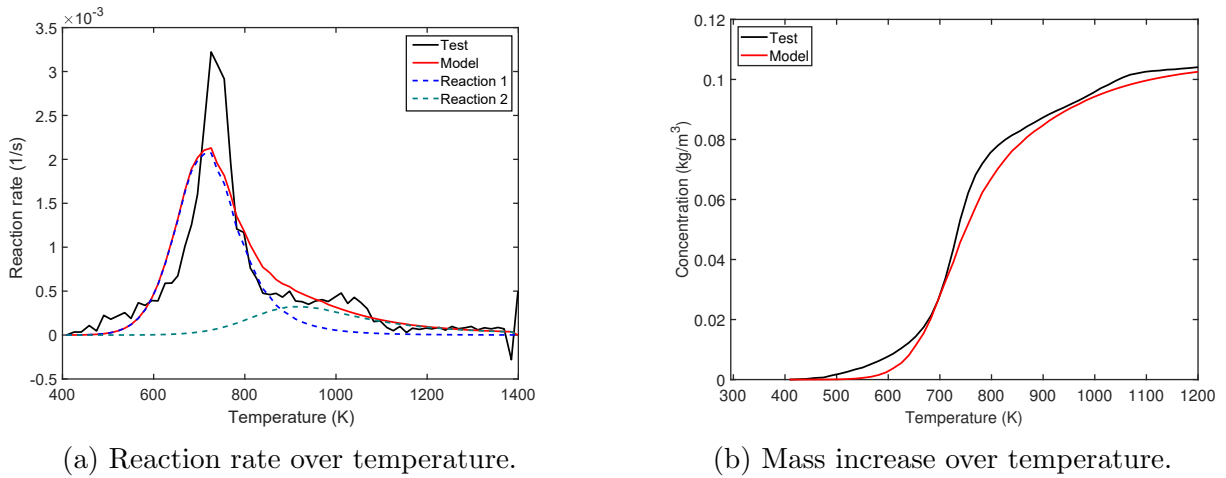 ×10⁻³
3.5
3
2.5
2
1.5
1
0.5
0
-0.5
Reaction rate (1/s)
400 600 800 1000 1200 1400
Temperature (K)
Test
Model
Reaction 1
Reaction 2
(a) Reaction rate over temperature.
0.12
0.1
0.08
0.06
0.04
0.02
0
Concentration (kg/m³)
300 400 500 600 700 800 900 1000 1100 1200
Temperature (K)
Test
Model
(b) Mass increase over temperature.